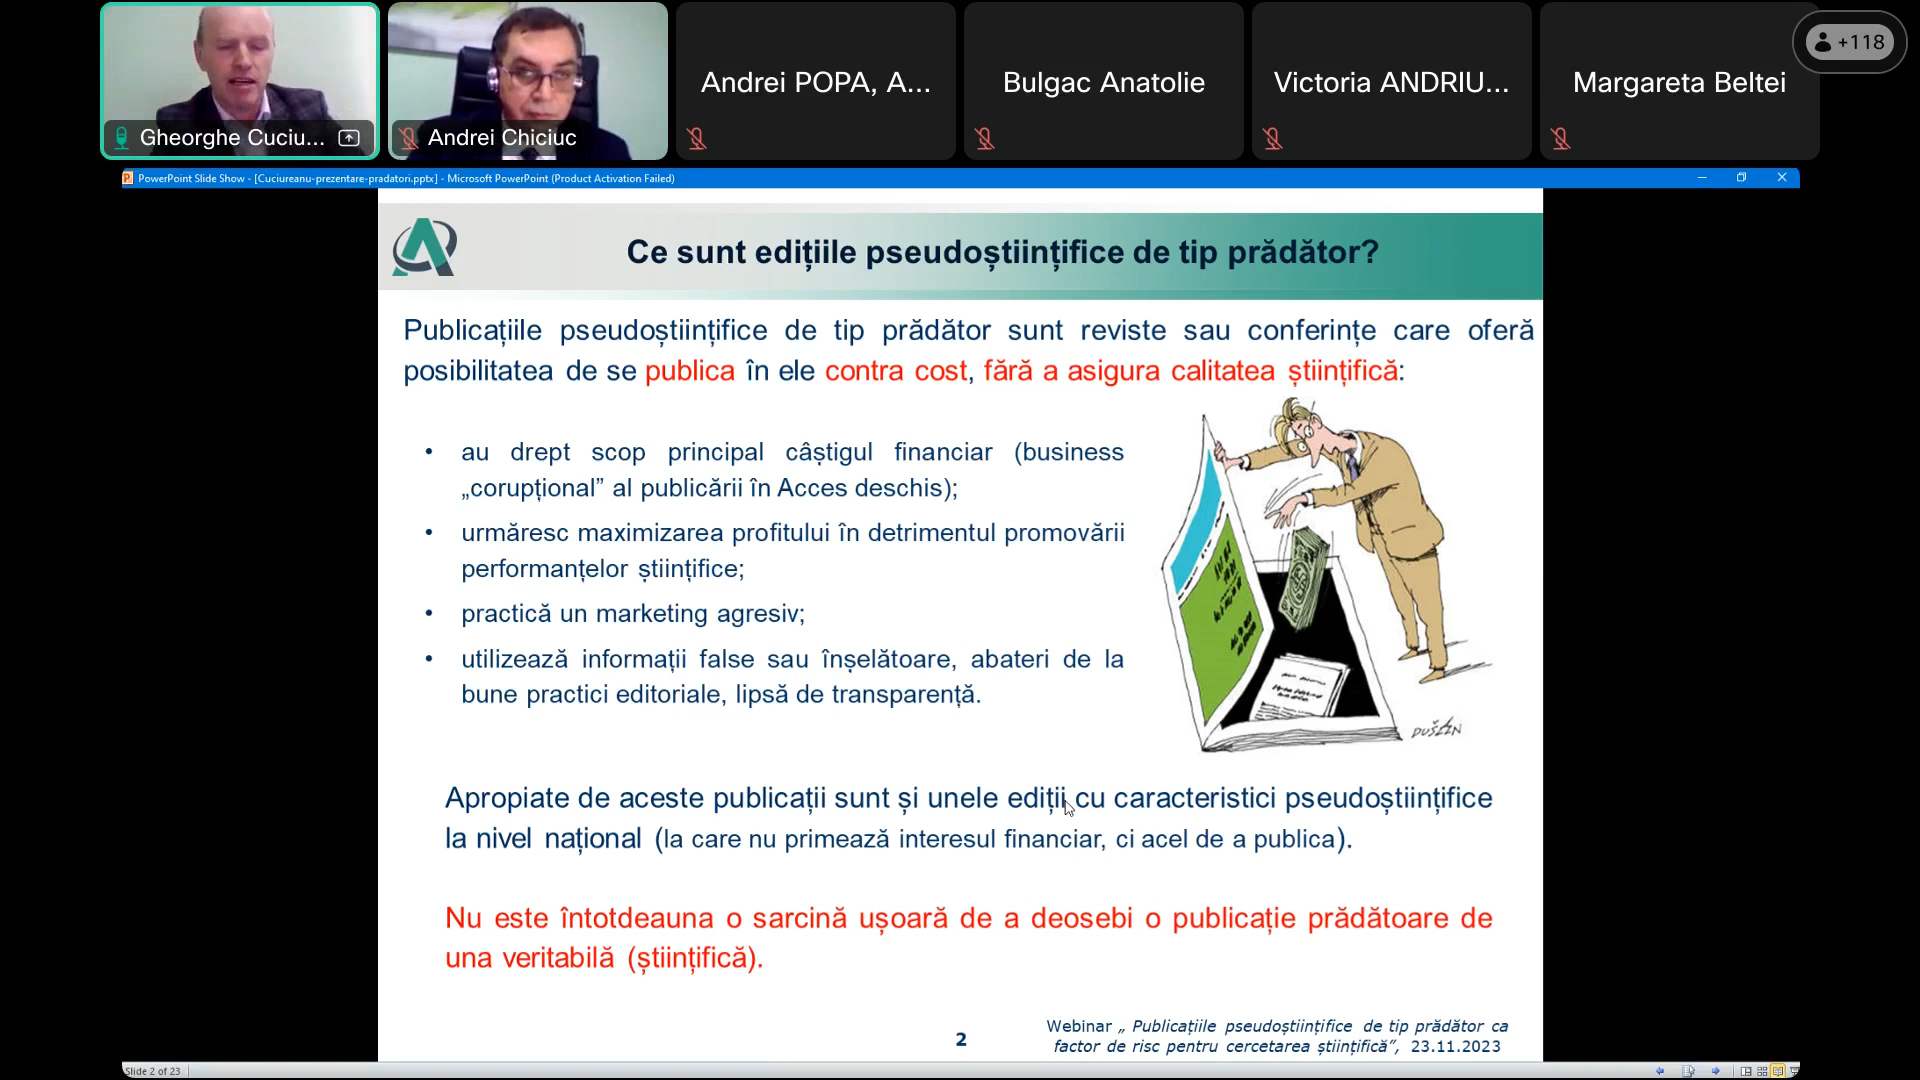 Gheorghe Cuciu...
Andrei Chiciuc
Andrei POPA, A...
Bulgac Anatolie
Victoria ANDRIU...
Margareta Beltei
+118
PowerPoint Slide Show - [Cuciureanu-prezentare-pradatori.pptx] - Microsoft PowerPoint (Product Activation Failed)
Ce sunt edițiile pseudoștiințifice de tip prădător?
Publicațiile pseudoștiințifice de tip prădător sunt reviste sau conferințe care oferă
posibilitatea de se publica în ele contra cost, fără a asigura calitatea științifică:
• au drept scop principal câștigul financiar (business
„corupțional” al publicării în Acces deschis);
• urmăresc maximizarea profitului în detrimentul promovării
performanțelor științifice;
• practică un marketing agresiv;
• utilizează informații false sau înșelătoare, abateri de la
bune practici editoriale, lipsă de transparență.
Apropiate de aceste publicații sunt și unele ediții cu caracteristici pseudoștiințifice
la nivel național (la care nu primează interesul financiar, ci acel de a publica).
Nu este întotdeauna o sarcină ușoară de a deosebi o publicație prădătoare de
una veritabilă (științifică).
2
Webinar „ Publicațiile pseudoștiințifice de tip prădător ca
factor de risc pentru cercetarea științifică”, 23.11.2023
Slide 2 of 23